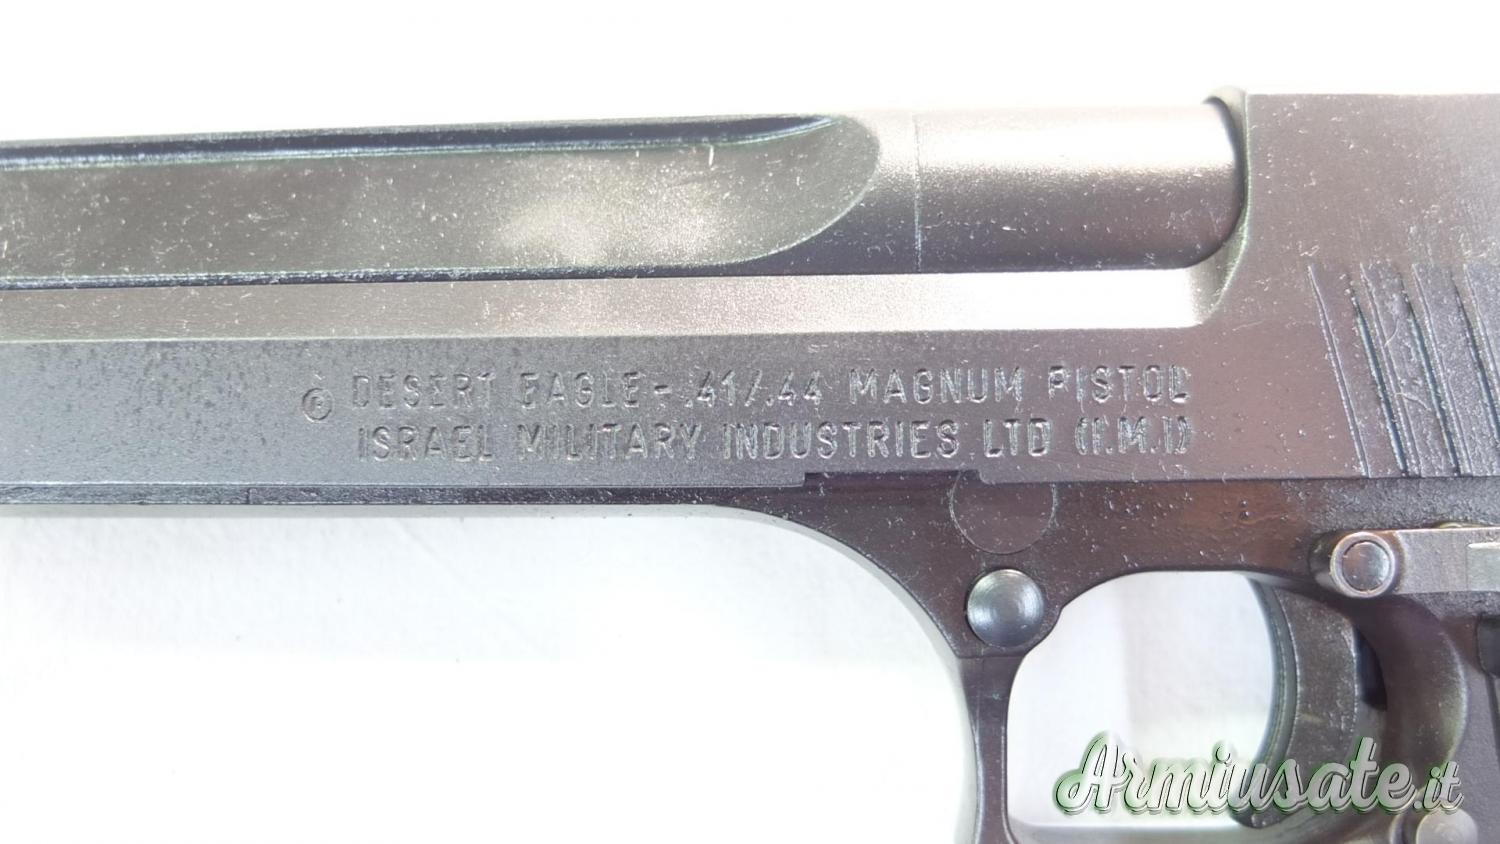 © DESERT EAGLE - .41/.44 MAGNUM PISTOL
ISRAEL MILITARY INDUSTRIES LTD (I.M.I)
Armiusate.it